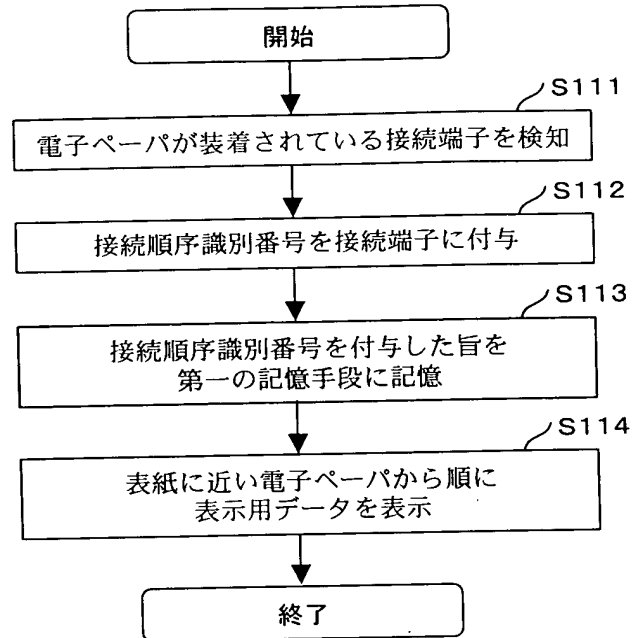 開始
S111
電子ペーパが装着されている接続端子を検知
S112
接続順序識別番号を接続端子に付与
S113
接続順序識別番号を付与した旨を
第一の記憶手段に記憶
S114
表紙に近い電子ペーパから順に
表示用データを表示
終了